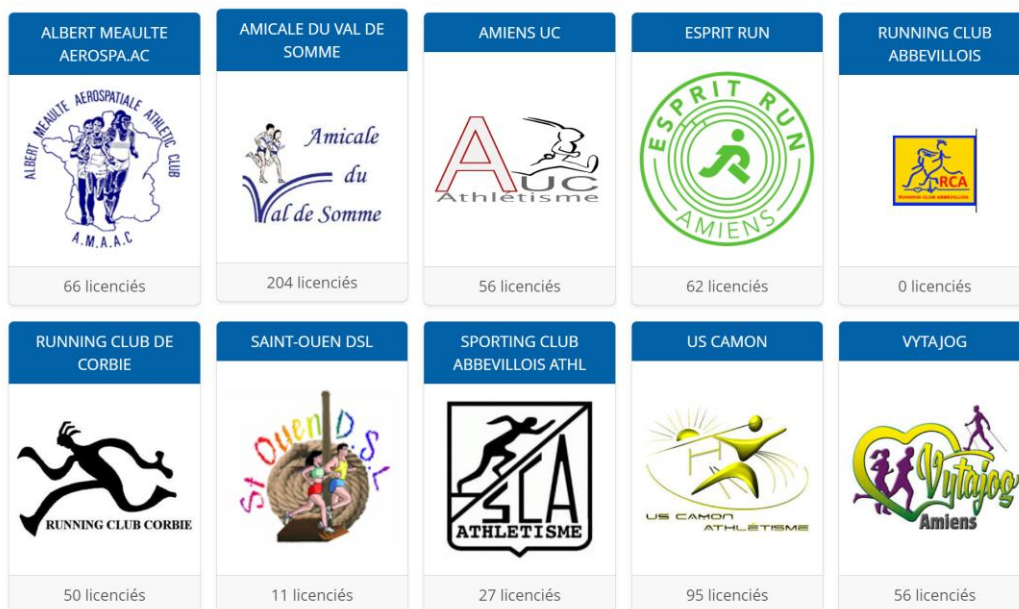 ALBERT MEAULTE
AEROSPA.AC
ALBERT MEAULTE AEROSPATIALE ATHLETIC CLUB
A.M.A.A.C
66 licenciés
AMICALE DU VAL DE
SOMME
Amicale
du
Val de Somme
204 licenciés
AMIENS UC
AUC
Athlétisme
56 licenciés
ESPRIT RUN
ESPRIT RUN
AMIENS
62 licenciés
RUNNING CLUB
ABBEVILLOIS
RCA
RUNNING CLUB ABBEVILLOIS
0 licenciés
RUNNING CLUB DE
CORBIE
RUNNING CLUB CORBIE
50 licenciés
SAINT-OUEN DSL
St OUEN D.S.L
11 licenciés
SPORTING CLUB
ABBEVILLOIS ATHL
SCA
ATHLETISME
27 licenciés
US CAMON
US CAMON
ATHLÉTISME
95 licenciés
VYTAJOG
Vytajog
Amiens
56 licenciés